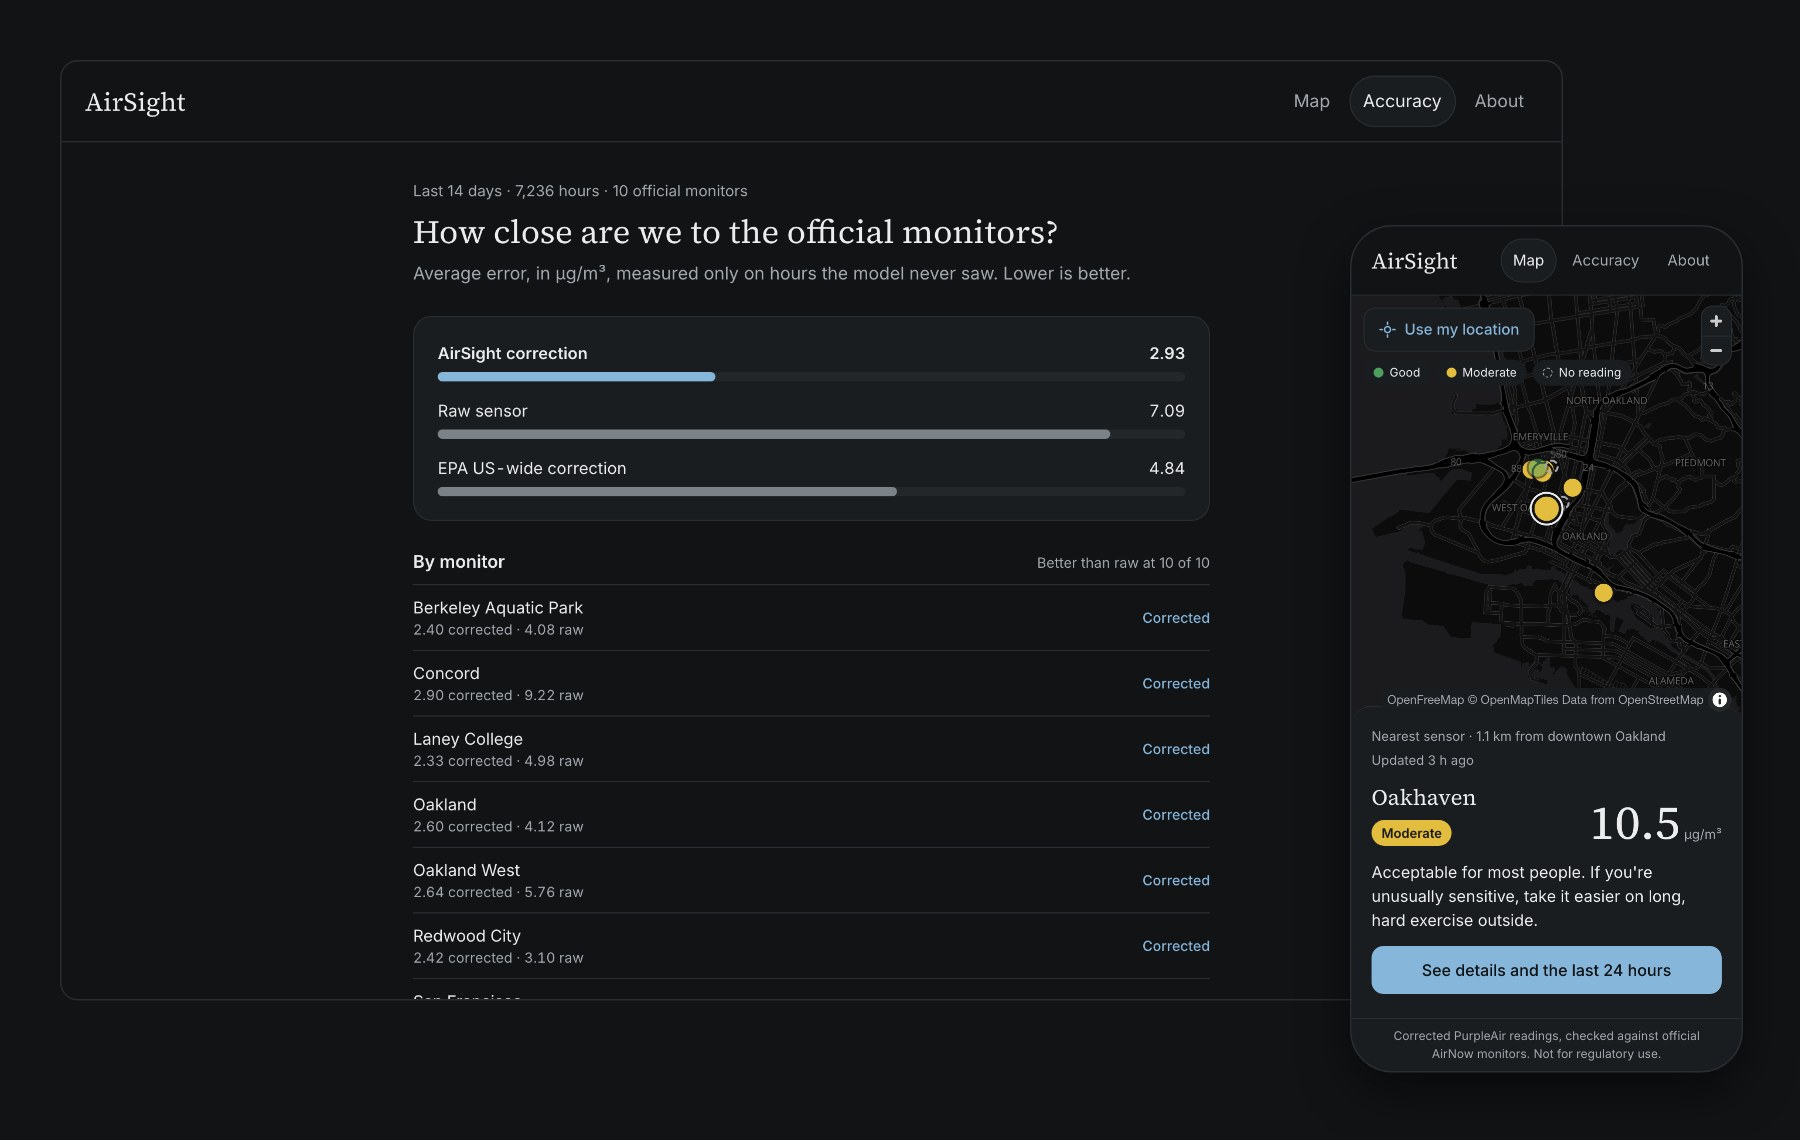 AirSight
Map Accuracy About
Last 14 days · 7,236 hours · 10 official monitors
How close are we to the official monitors?
Average error, in µg/m³, measured only on hours the model never saw. Lower is better.
AirSight correction 2.93
Raw sensor 7.09
EPA US-wide correction 4.84
By monitor Better than raw at 10 of 10
Berkeley Aquatic Park
2.40 corrected · 4.08 raw
Corrected
Concord
2.90 corrected · 9.22 raw
Corrected
Laney College
2.33 corrected · 4.98 raw
Corrected
Oakland
2.60 corrected · 4.12 raw
Corrected
Oakland West
2.64 corrected · 5.76 raw
Corrected
Redwood City
2.42 corrected · 3.10 raw
Corrected
AirSight
Map Accuracy About
Use my location
+
−
Good Moderate No reading
13
NORTH OAKLAND
EMERYVILLE
580
80
24
PIEDMONT
WEST O
OAKLAND
EAS
ALAMEDA
OpenFreeMap © OpenMapTiles Data from OpenStreetMap
Nearest sensor · 1.1 km from downtown Oakland
Updated 3 h ago
Oakhaven
Moderate
10.5 µg/m³
Acceptable for most people. If you're
unusually sensitive, take it easier on long,
hard exercise outside.
See details and the last 24 hours
Corrected PurpleAir readings, checked against official
AirNow monitors. Not for regulatory use.